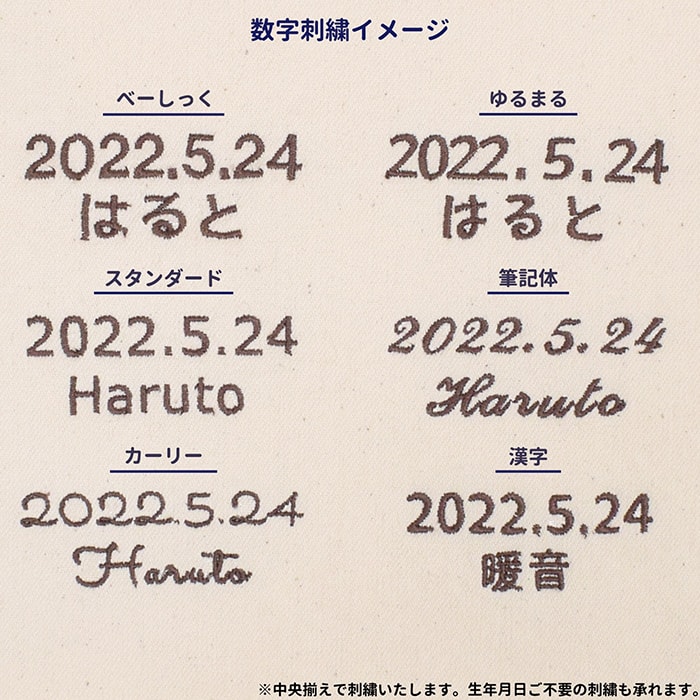 数字刺繍イメージ
べーしっく
2022.5.24
はると
ゆるまる
2022.5.24
はると
スタンダード
2022.5.24
Haruto
筆記体
2022.5.24
Haruto
カーリー
2022.5.24
Haruto
漢字
2022.5.24
暖音
※中央揃えで刺繍いたします。生年月日ご不要の刺繍も承れます。